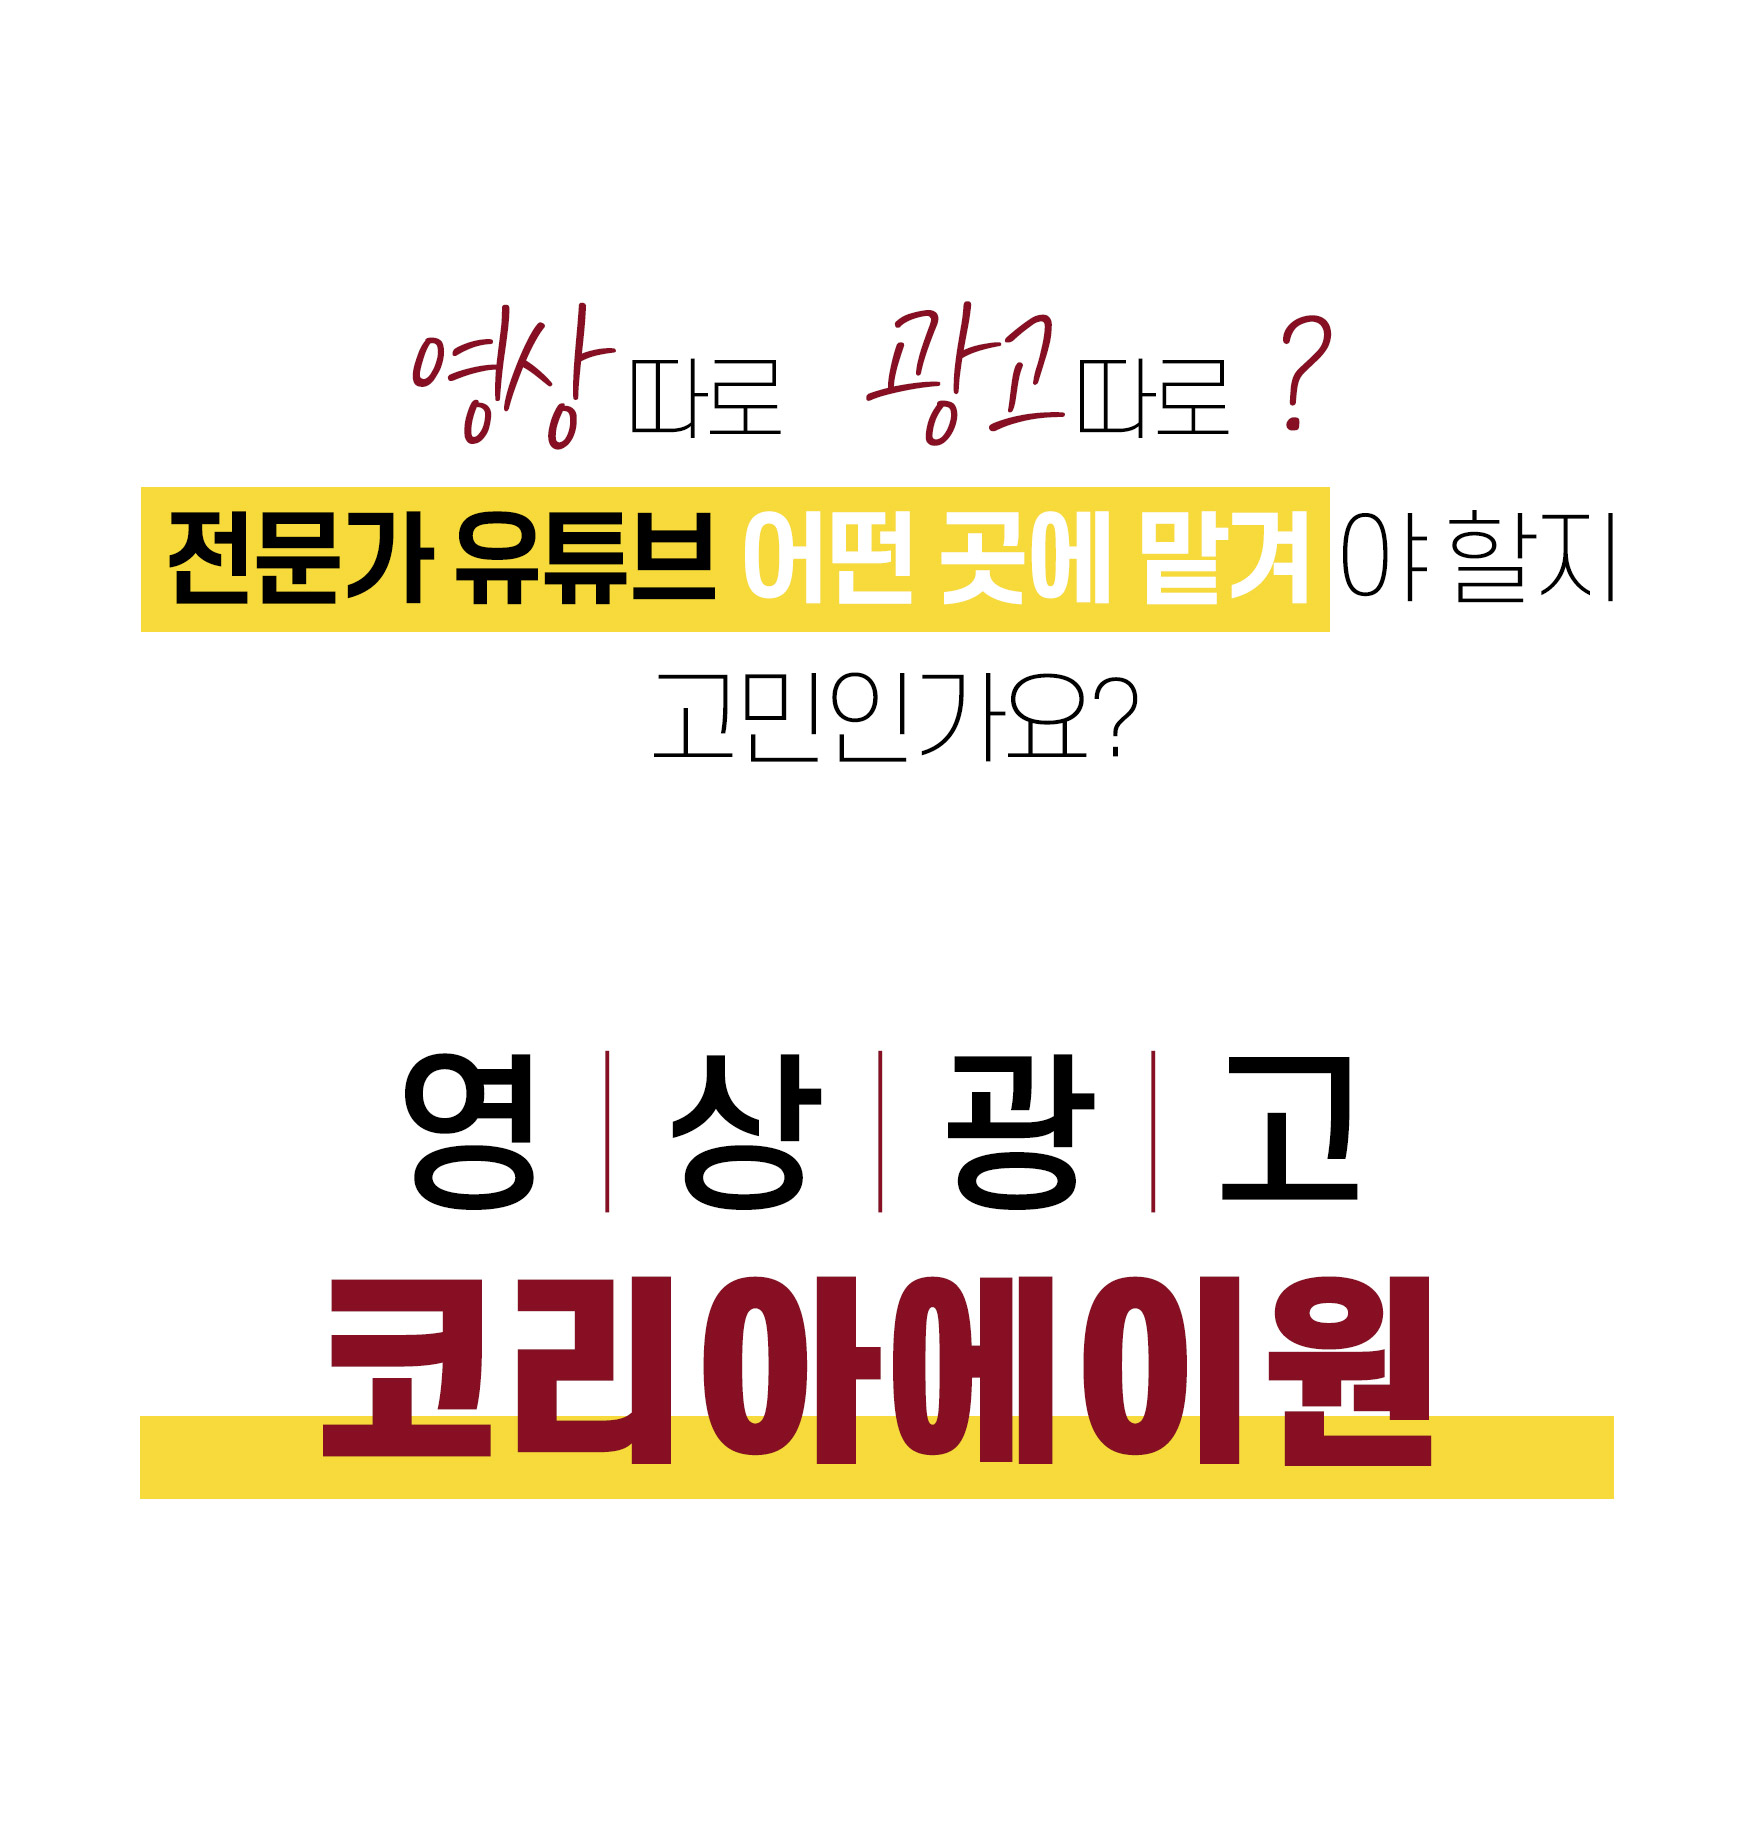 영상 따로 광고 따로 ?
전문가 유튜브 어떤 곳에 맡겨야 할지
고민인가요?
영|상|광|고
코리아에이원